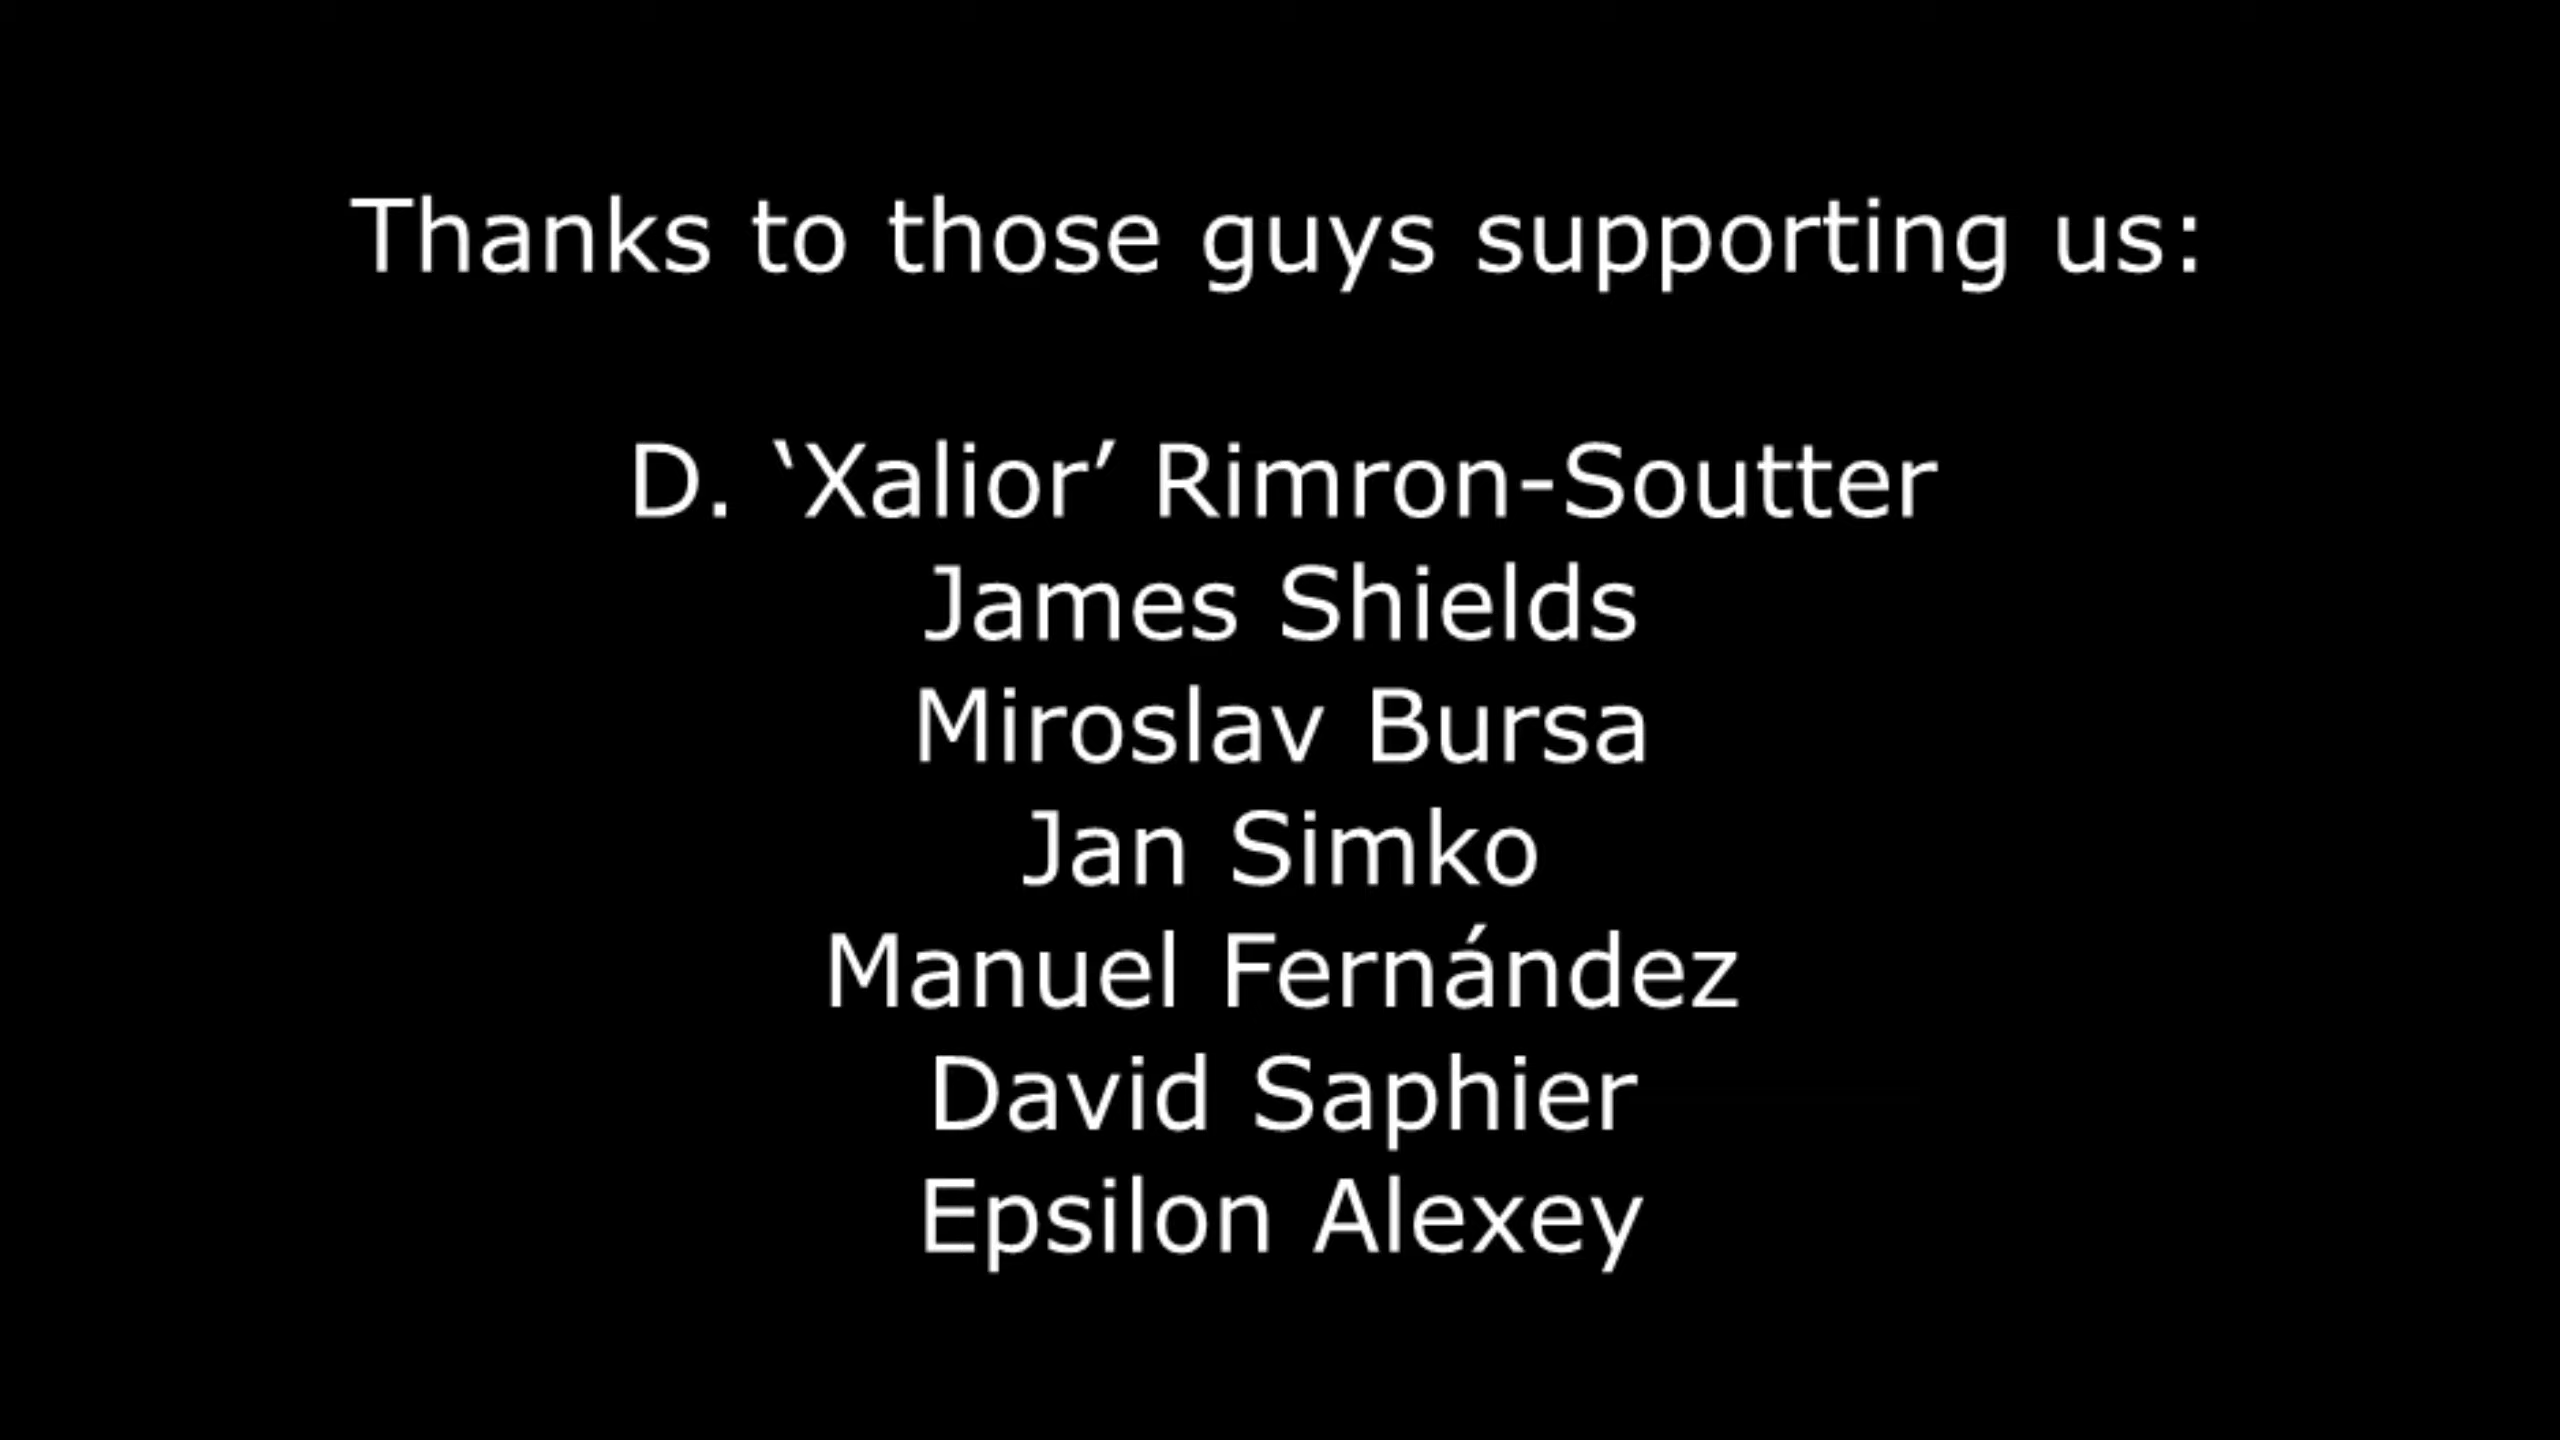 Thanks to those guys supporting us:
D. ‘Xalior’ Rimron-Soutter
James Shields
Miroslav Bursa
Jan Simko
Manuel Fernández
David Saphier
Epsilon Alexey